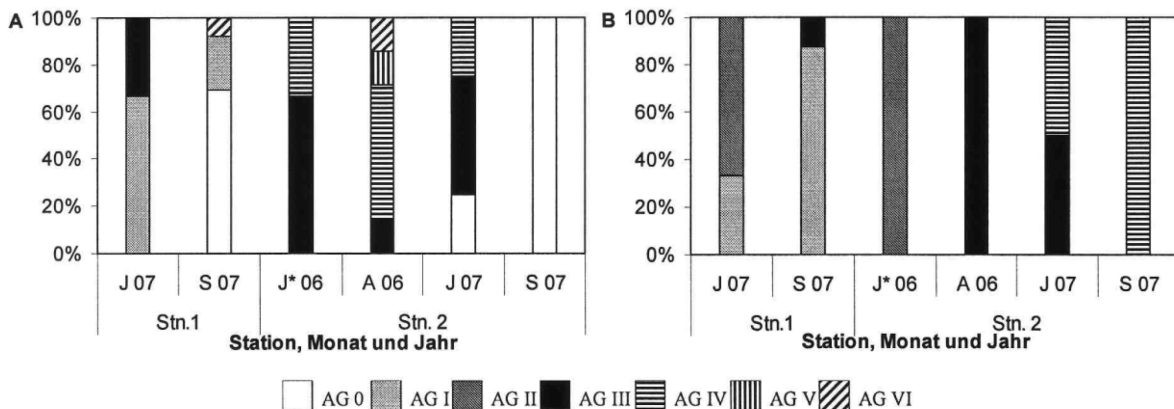 A
100%
80%
60%
40%
20%
0%
J 07 S 07 J* 06 A 06 J 07 S 07
Stn.1 Stn. 2
Station, Monat und Jahr
B
100%
80%
60%
40%
20%
0%
J 07 S 07 J* 06 A 06 J 07 S 07
Stn.1 Stn. 2
Station, Monat und Jahr
AG 0 AG I AG II AG III AG IV AG V AG VI